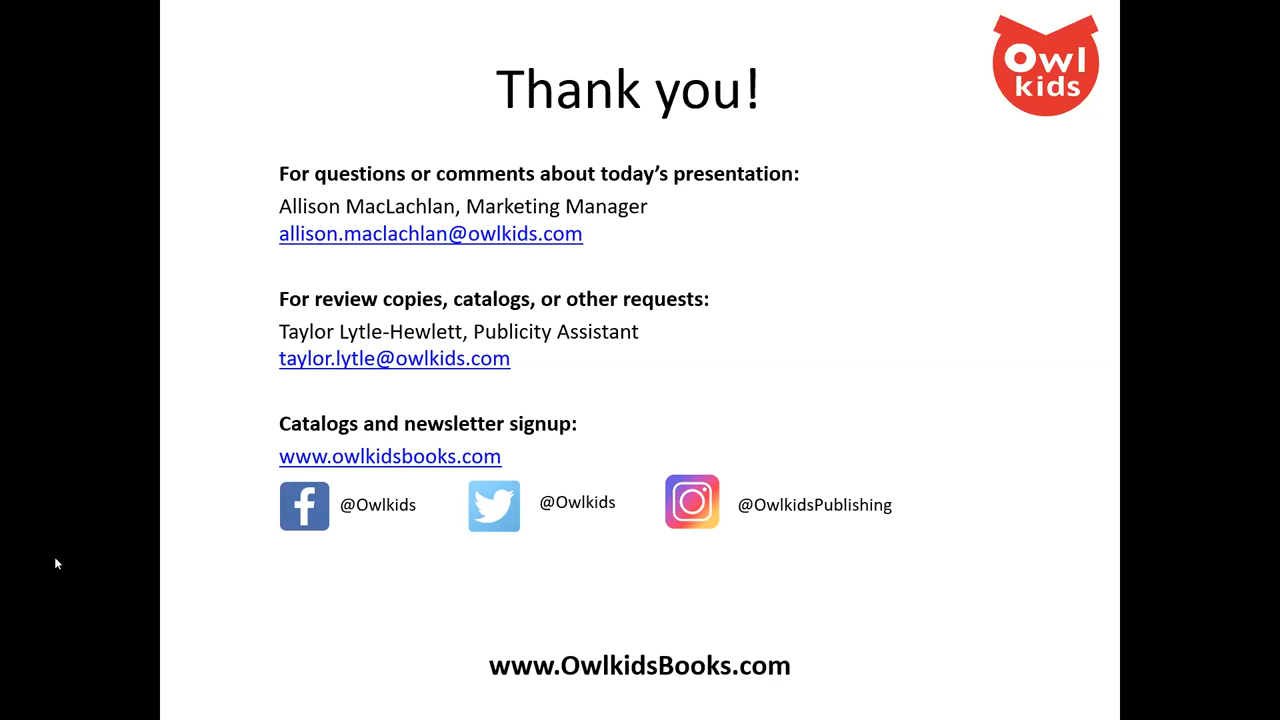 Owl
kids
Thank you!
For questions or comments about today’s presentation:
Allison MacLachlan, Marketing Manager
allison.maclachlan@owlkids.com
For review copies, catalogs, or other requests:
Taylor Lytle-Hewlett, Publicity Assistant
taylor.lytle@owlkids.com
Catalogs and newsletter signup:
www.owlkidsbooks.com
@Owlkids @Owlkids @OwlkidsPublishing
www.OwlkidsBooks.com